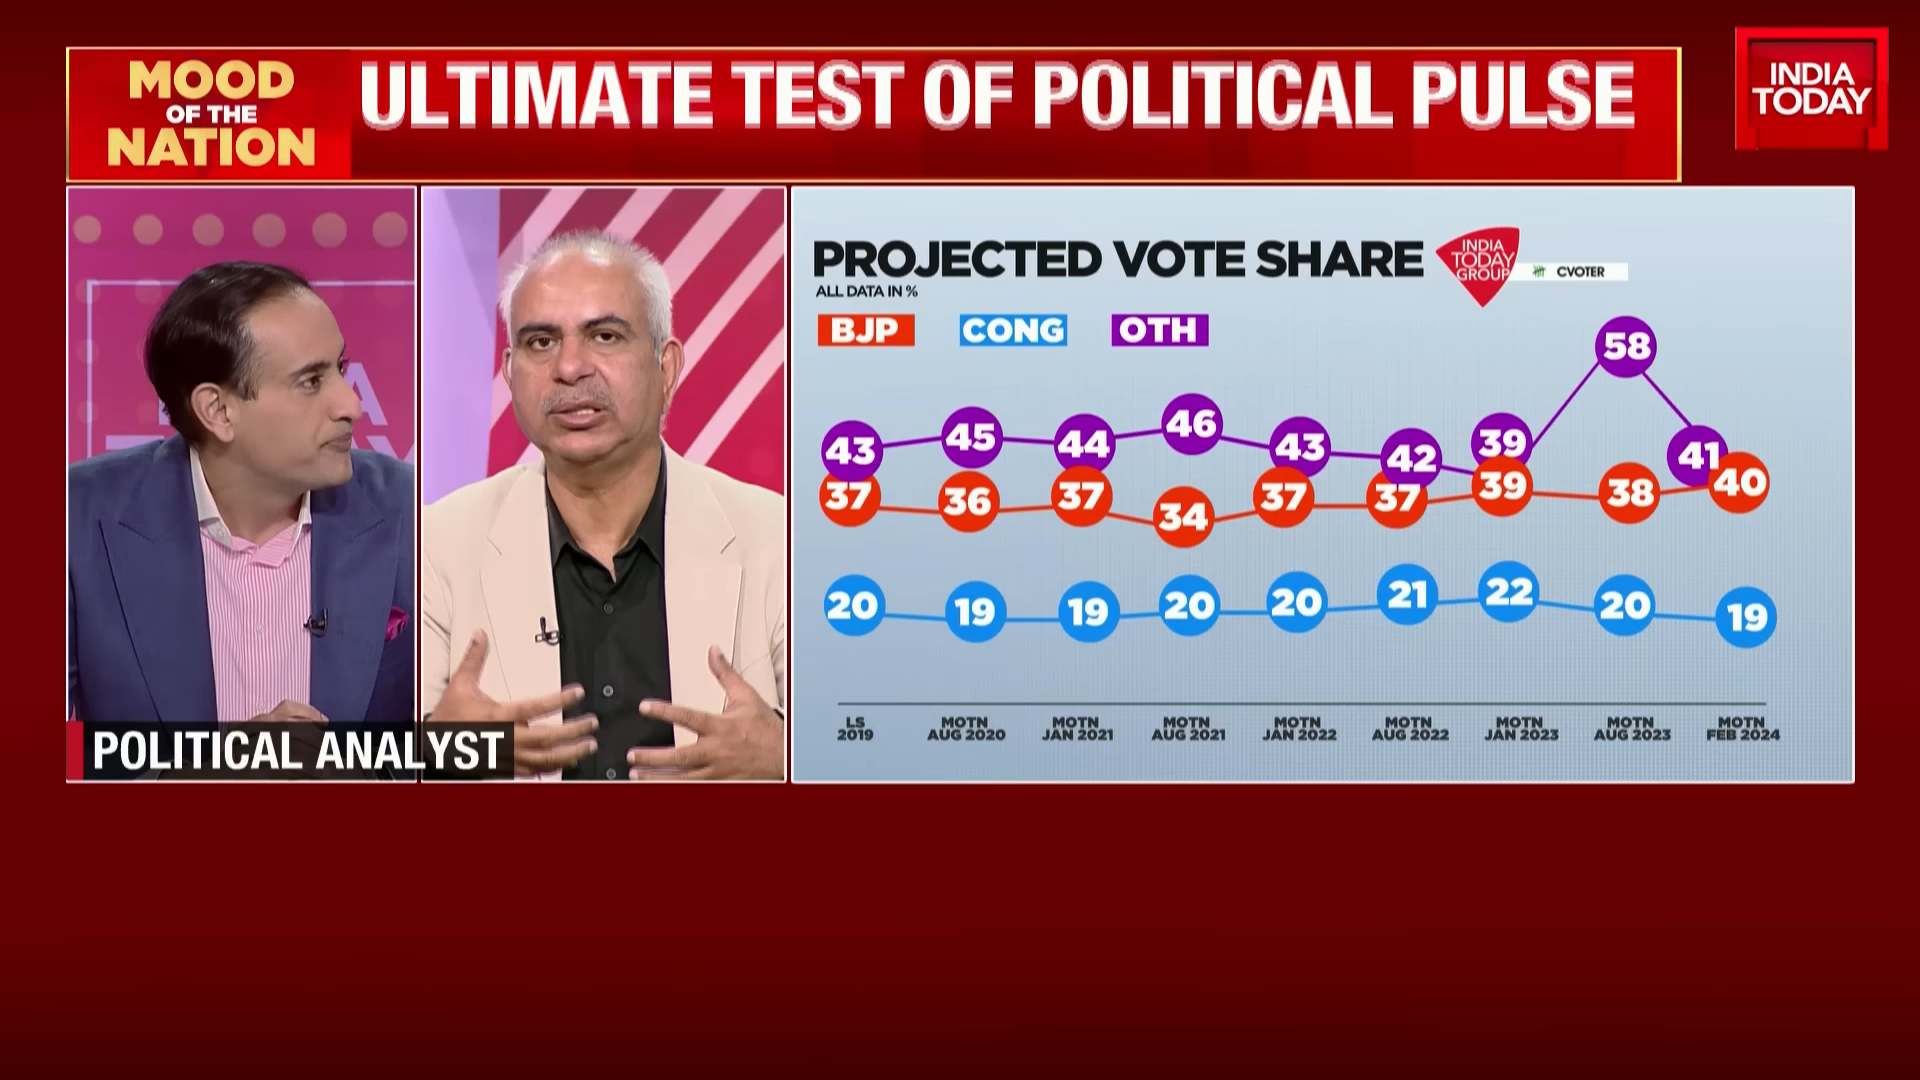 MOOD
OF THE
NATION
ULTIMATE TEST OF POLITICAL PULSE
INDIA
TODAY
PROJECTED VOTE SHARE
INDIA
TODAY
GROUP
CVOTER
ALL DATA IN %
BJP
CONG
OTH
43 45 44 46 43 42 39 58 41
37 36 37 34 37 37 39 38 40
20 19 19 20 20 21 22 20 19
LS
2019
MOTN
AUG 2020
MOTN
JAN 2021
MOTN
AUG 2021
MOTN
JAN 2022
MOTN
AUG 2022
MOTN
JAN 2023
MOTN
AUG 2023
MOTN
FEB 2024
POLITICAL ANALYST